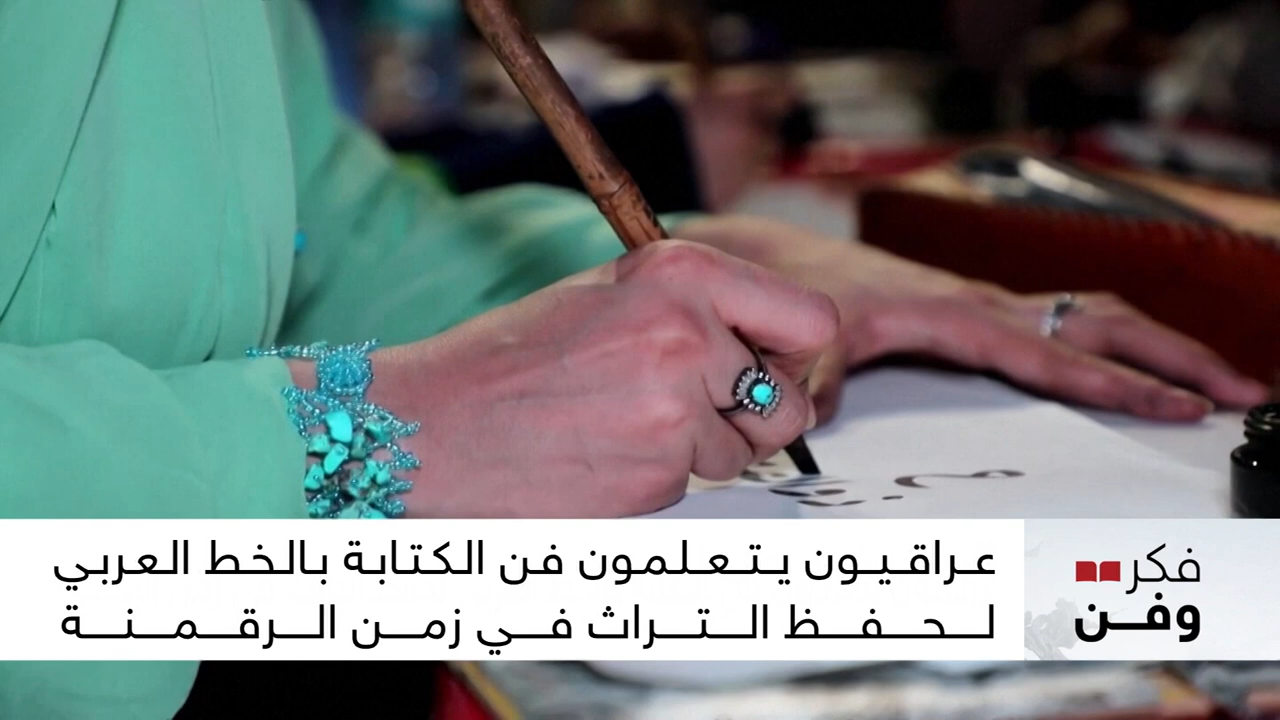 عراقيون يتعلمون فن الكتابة بالخط العربي
لحفظ التراث في زمن الرقمنة
فكر
وفن